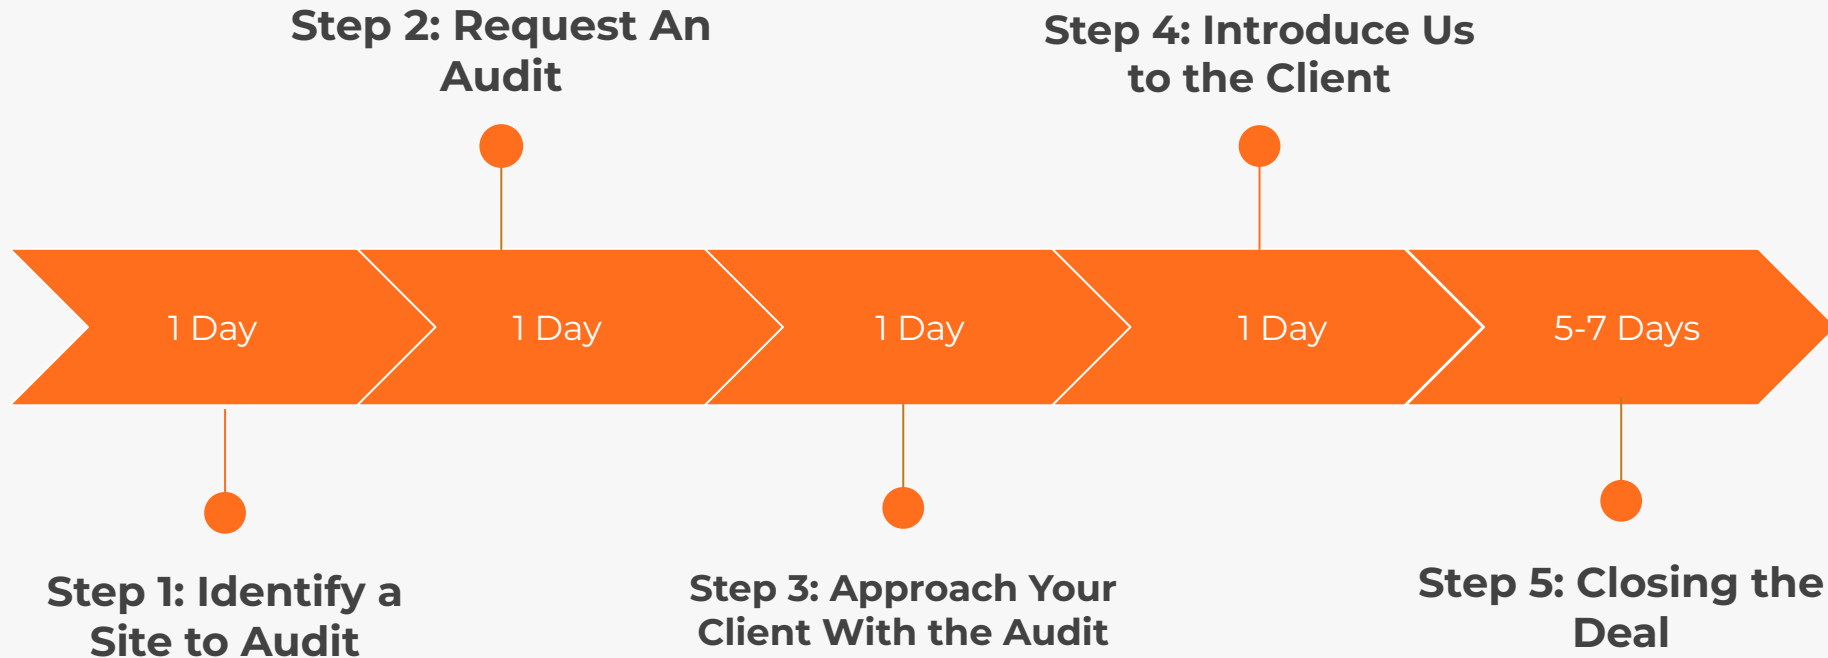 Step 2: Request An
Audit
Step 4: Introduce Us
to the Client
1 Day
1 Day
1 Day
1 Day
5-7 Days
Step 1: Identify a
Site to Audit
Step 3: Approach Your
Client With the Audit
Step 5: Closing the
Deal